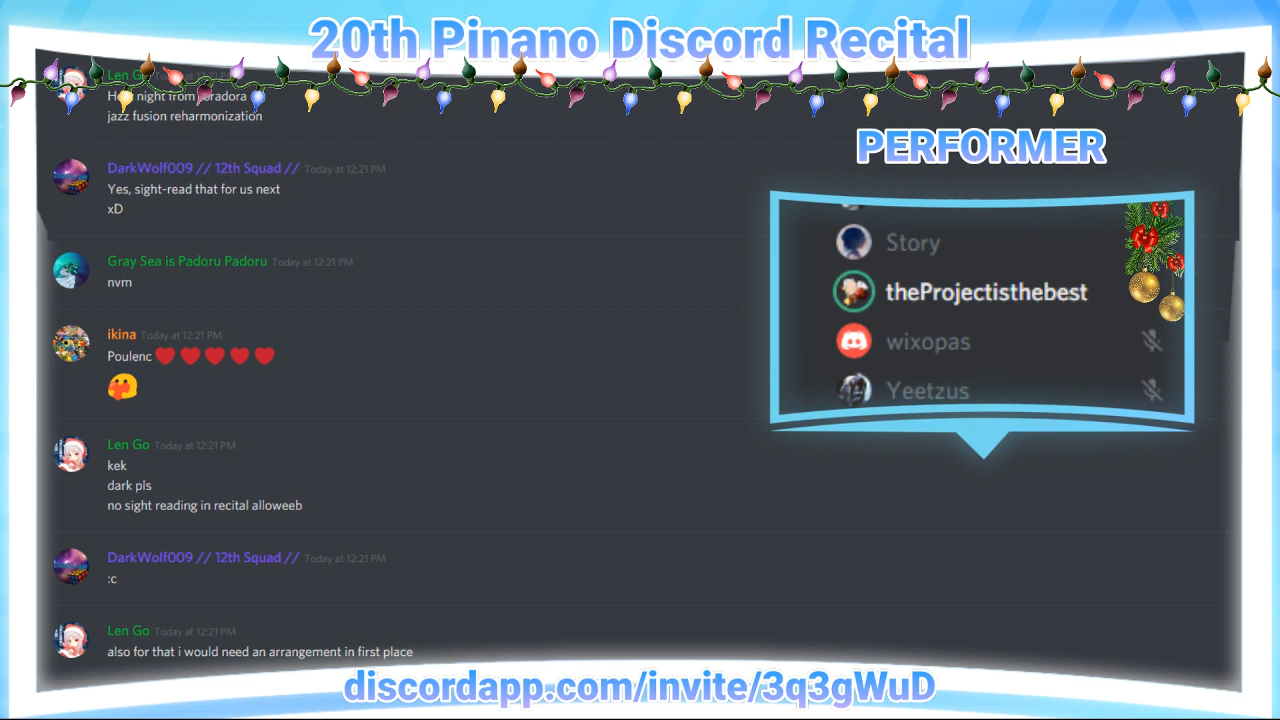 20th Pinano Discord Recital
Len Go
night from
jazz fusion reharmonization
DarkWolf009 // 12th Squad // Today at 12:21 PM
Yes, sight-read that for us next
xD
Gray Sea is Padoru Padoru Today at 12:21 PM
nvm
ikina Today at 12:21 PM
Poulenc
Len Go Today at 12:21 PM
kek
dark pls
no sight reading in recital alloweeb
DarkWolf009 // 12th Squad // Today at 12:21 PM
:c
Len Go Today at 12:21 PM
also for that i would need an arrangement in first place
PERFORMER
Story
theProjectisthebest
wixopas
Yeetzus
discordapp.com/invite/3q3gWuD